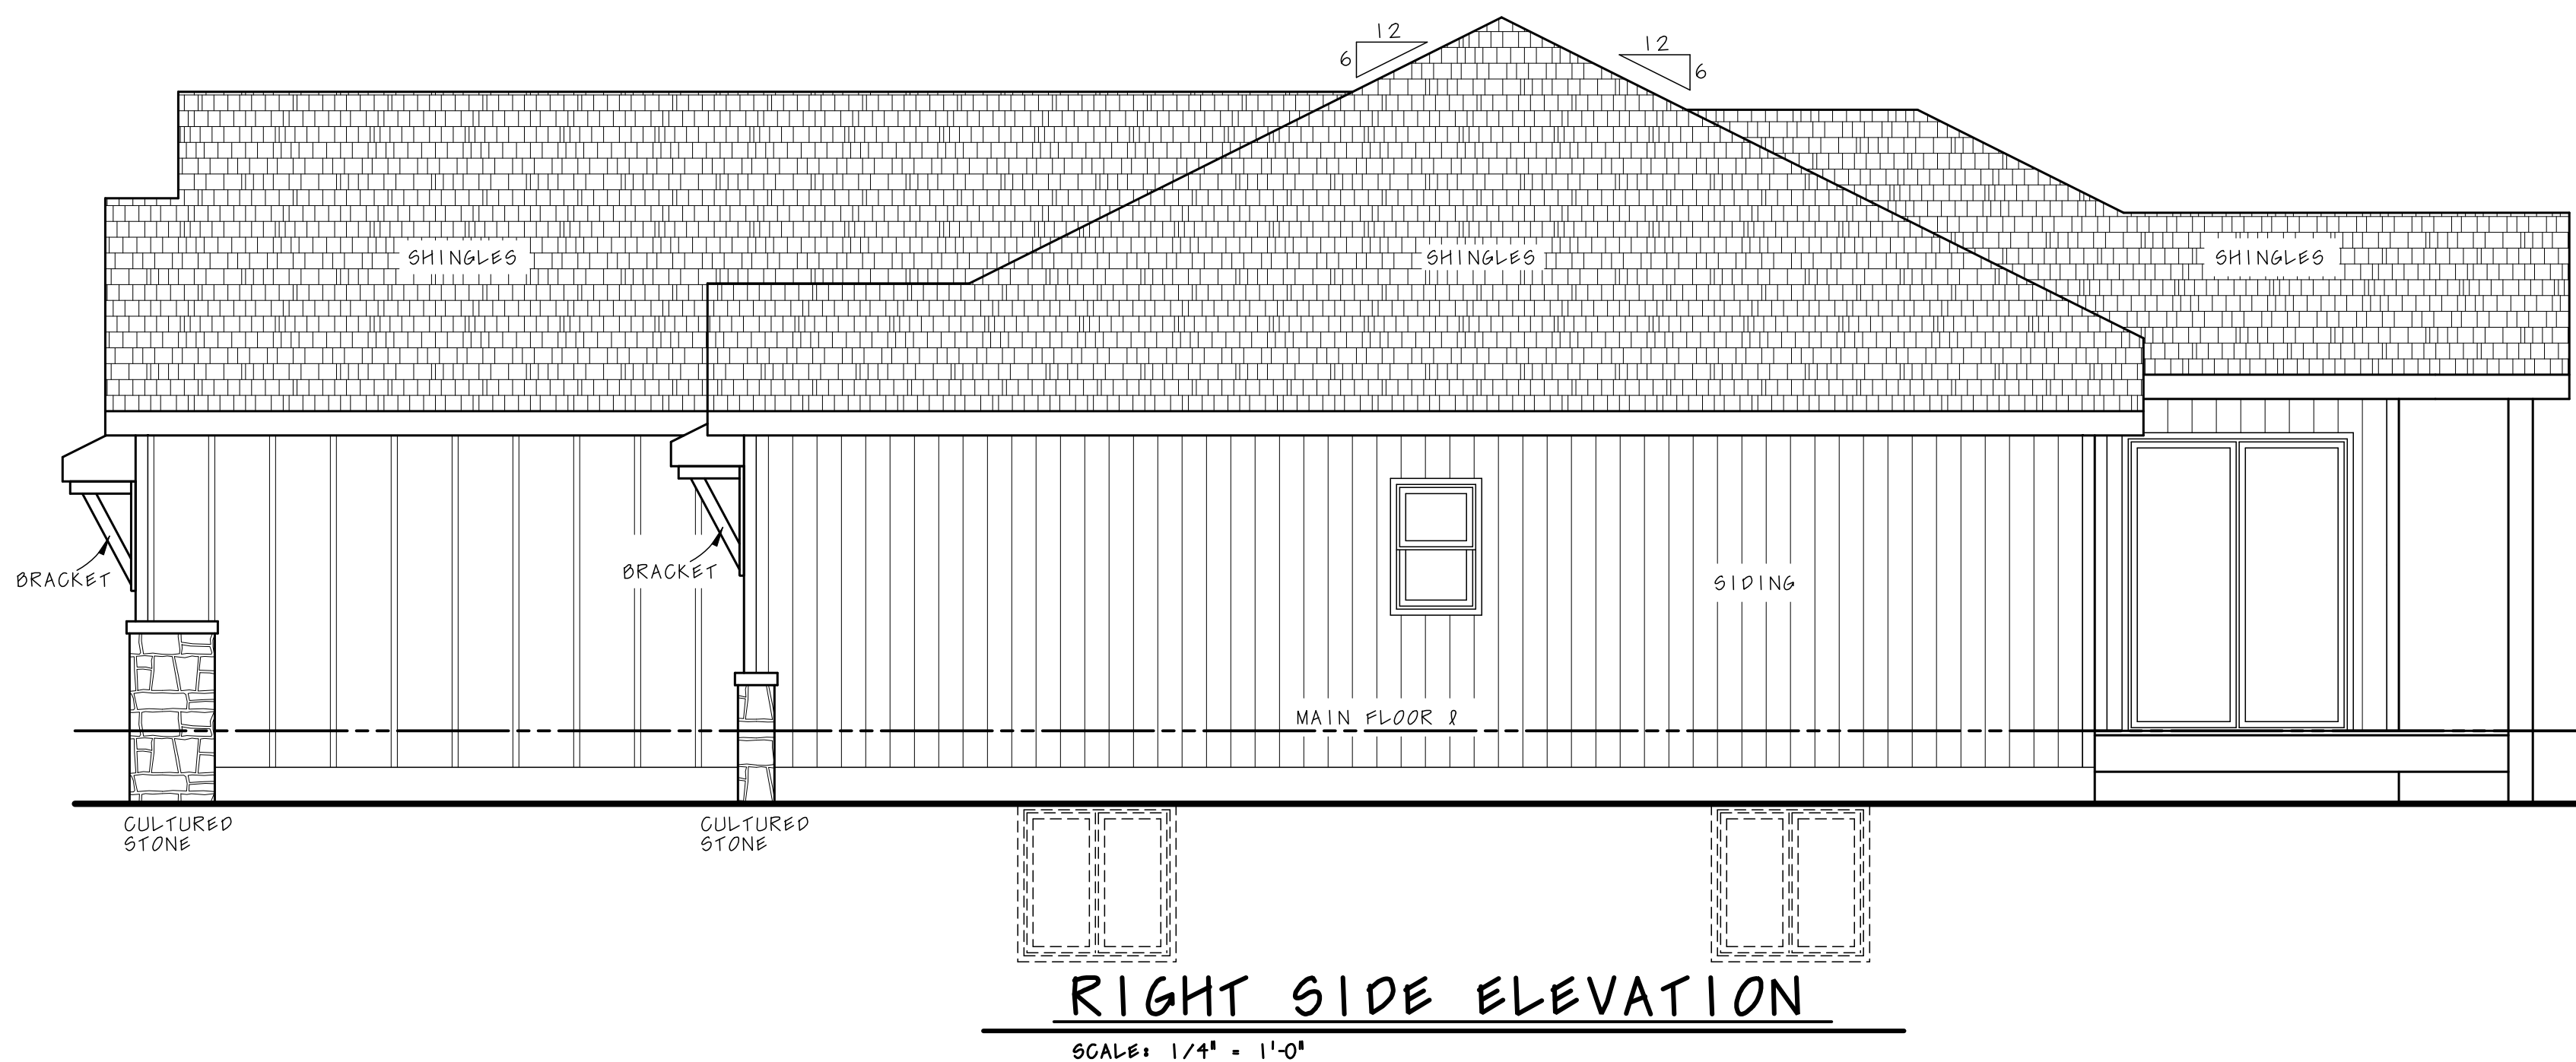 12
6
12
6
SHINGLES
SHINGLES
SHINGLES
BRACKET
BRACKET
SIDING
MAIN FLOOR
CULTURED
STONE
CULTURED
STONE
RIGHT SIDE ELEVATION
SCALE: 1/4" = 1'-0"